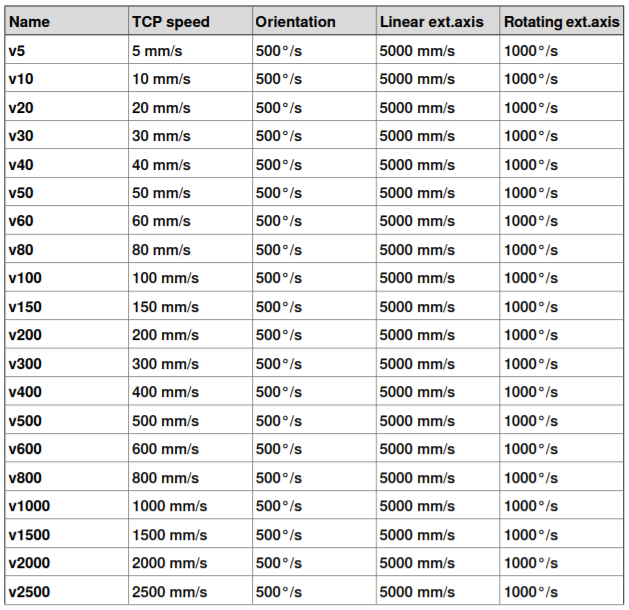 Name TCP speed Orientation Linear ext.axis Rotating ext.axis
v5 5 mm/s 500°/s 5000 mm/s 1000°/s
v10 10 mm/s 500°/s 5000 mm/s 1000°/s
v20 20 mm/s 500°/s 5000 mm/s 1000°/s
v30 30 mm/s 500°/s 5000 mm/s 1000°/s
v40 40 mm/s 500°/s 5000 mm/s 1000°/s
v50 50 mm/s 500°/s 5000 mm/s 1000°/s
v60 60 mm/s 500°/s 5000 mm/s 1000°/s
v80 80 mm/s 500°/s 5000 mm/s 1000°/s
v100 100 mm/s 500°/s 5000 mm/s 1000°/s
v150 150 mm/s 500°/s 5000 mm/s 1000°/s
v200 200 mm/s 500°/s 5000 mm/s 1000°/s
v300 300 mm/s 500°/s 5000 mm/s 1000°/s
v400 400 mm/s 500°/s 5000 mm/s 1000°/s
v500 500 mm/s 500°/s 5000 mm/s 1000°/s
v600 600 mm/s 500°/s 5000 mm/s 1000°/s
v800 800 mm/s 500°/s 5000 mm/s 1000°/s
v1000 1000 mm/s 500°/s 5000 mm/s 1000°/s
v1500 1500 mm/s 500°/s 5000 mm/s 1000°/s
v2000 2000 mm/s 500°/s 5000 mm/s 1000°/s
v2500 2500 mm/s 500°/s 5000 mm/s 1000°/s